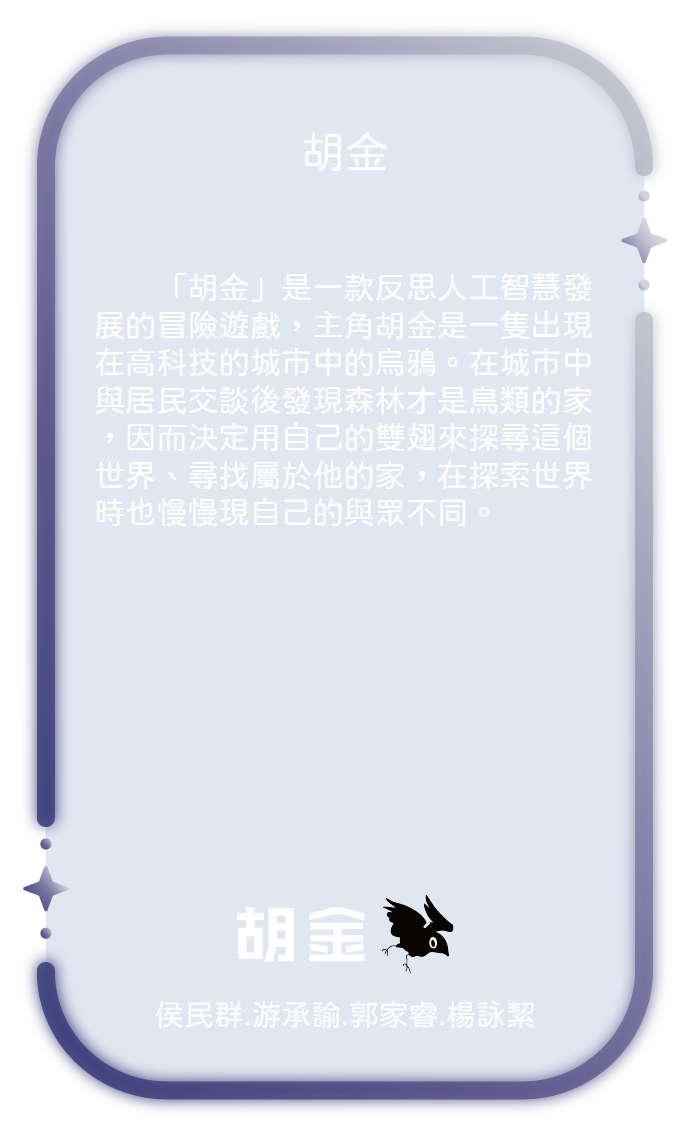 胡金
「胡金」是一款反思人工智慧發
展的冒險遊戲，主角胡金是一隻出現
在高科技的城市中的烏鴉。在城市中
與居民交談後發現森林才是鳥類的家
，因而決定用自己的雙翅來探尋這個
世界、尋找屬於他的家，在探索世界
時也慢慢現自己的與眾不同。
胡金
侯民群.游承諭.郭家睿.楊詠絜